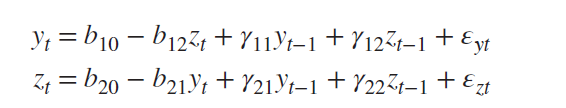 yₜ = b₁₀ − b₁₂zₜ + γ₁₁yₜ₋₁ + γ₁₂zₜ₋₁ + εyt
zₜ = b₂₀ − b₂₁yₜ + γ₂₁yₜ₋₁ + γ₂₂zₜ₋₁ + εzt